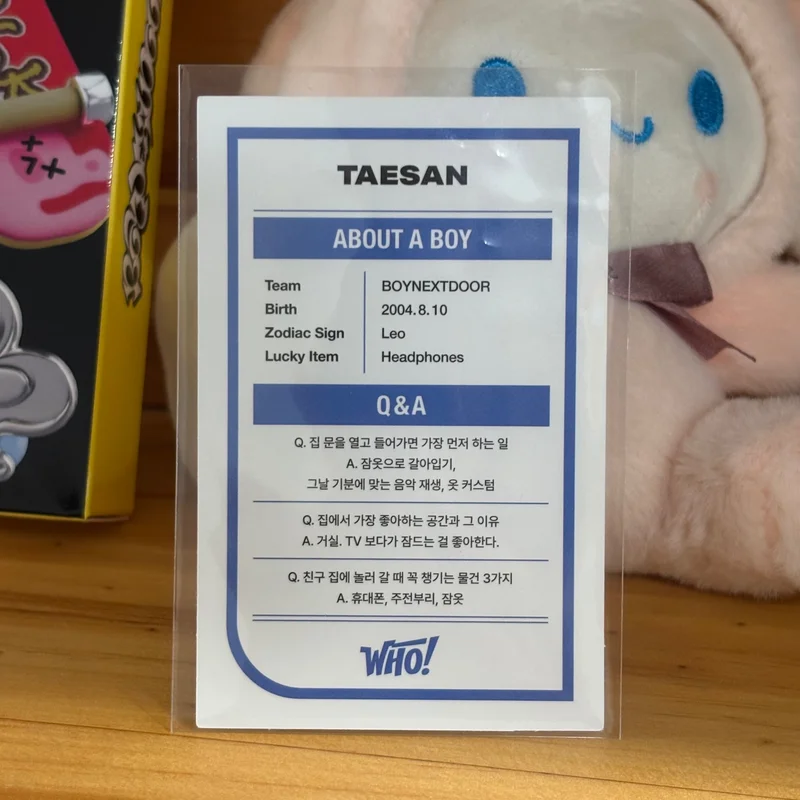 TAESAN
ABOUT A BOY
Team BOYNEXTDOOR
Birth 2004.8.10
Zodiac Sign Leo
Lucky Item Headphones
Q&A
Q. 집 문을 열고 들어가면 가장 먼저 하는 일
A. 잠옷으로 갈아입기,
그날 기분에 맞는 음악 재생, 옷 커스텀
Q. 집에서 가장 좋아하는 공간과 그 이유
A. 거실. TV 보다가 잠드는 걸 좋아한다.
Q. 친구 집에 놀러 갈 때 꼭 챙기는 물건 3가지
A. 휴대폰, 주전부리, 잠옷
WHO!